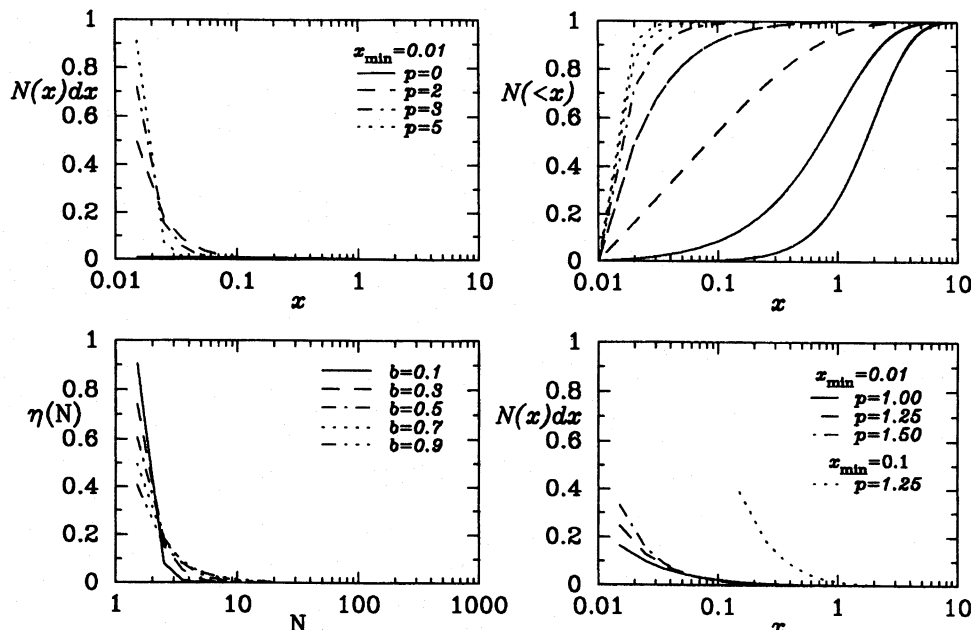 1
0.8
N(x)dx
0.6
0.4
0.2
0
0.01
0.1
1
10
x
x_min=0.01
p=0
p=2
p=3
p=5
1
0.8
N(<x)
0.6
0.4
0.2
0
0.01
0.1
1
10
x
1
0.8
η(N)
0.6
0.4
0.2
0
1
10
100
1000
N
b=0.1
b=0.3
b=0.5
b=0.7
b=0.9
1
0.8
N(x)dx
0.6
0.4
0.2
0
0.01
0.1
1
10
x
x_min=0.01
p=1.00
p=1.25
p=1.50
x_min=0.1
p=1.25